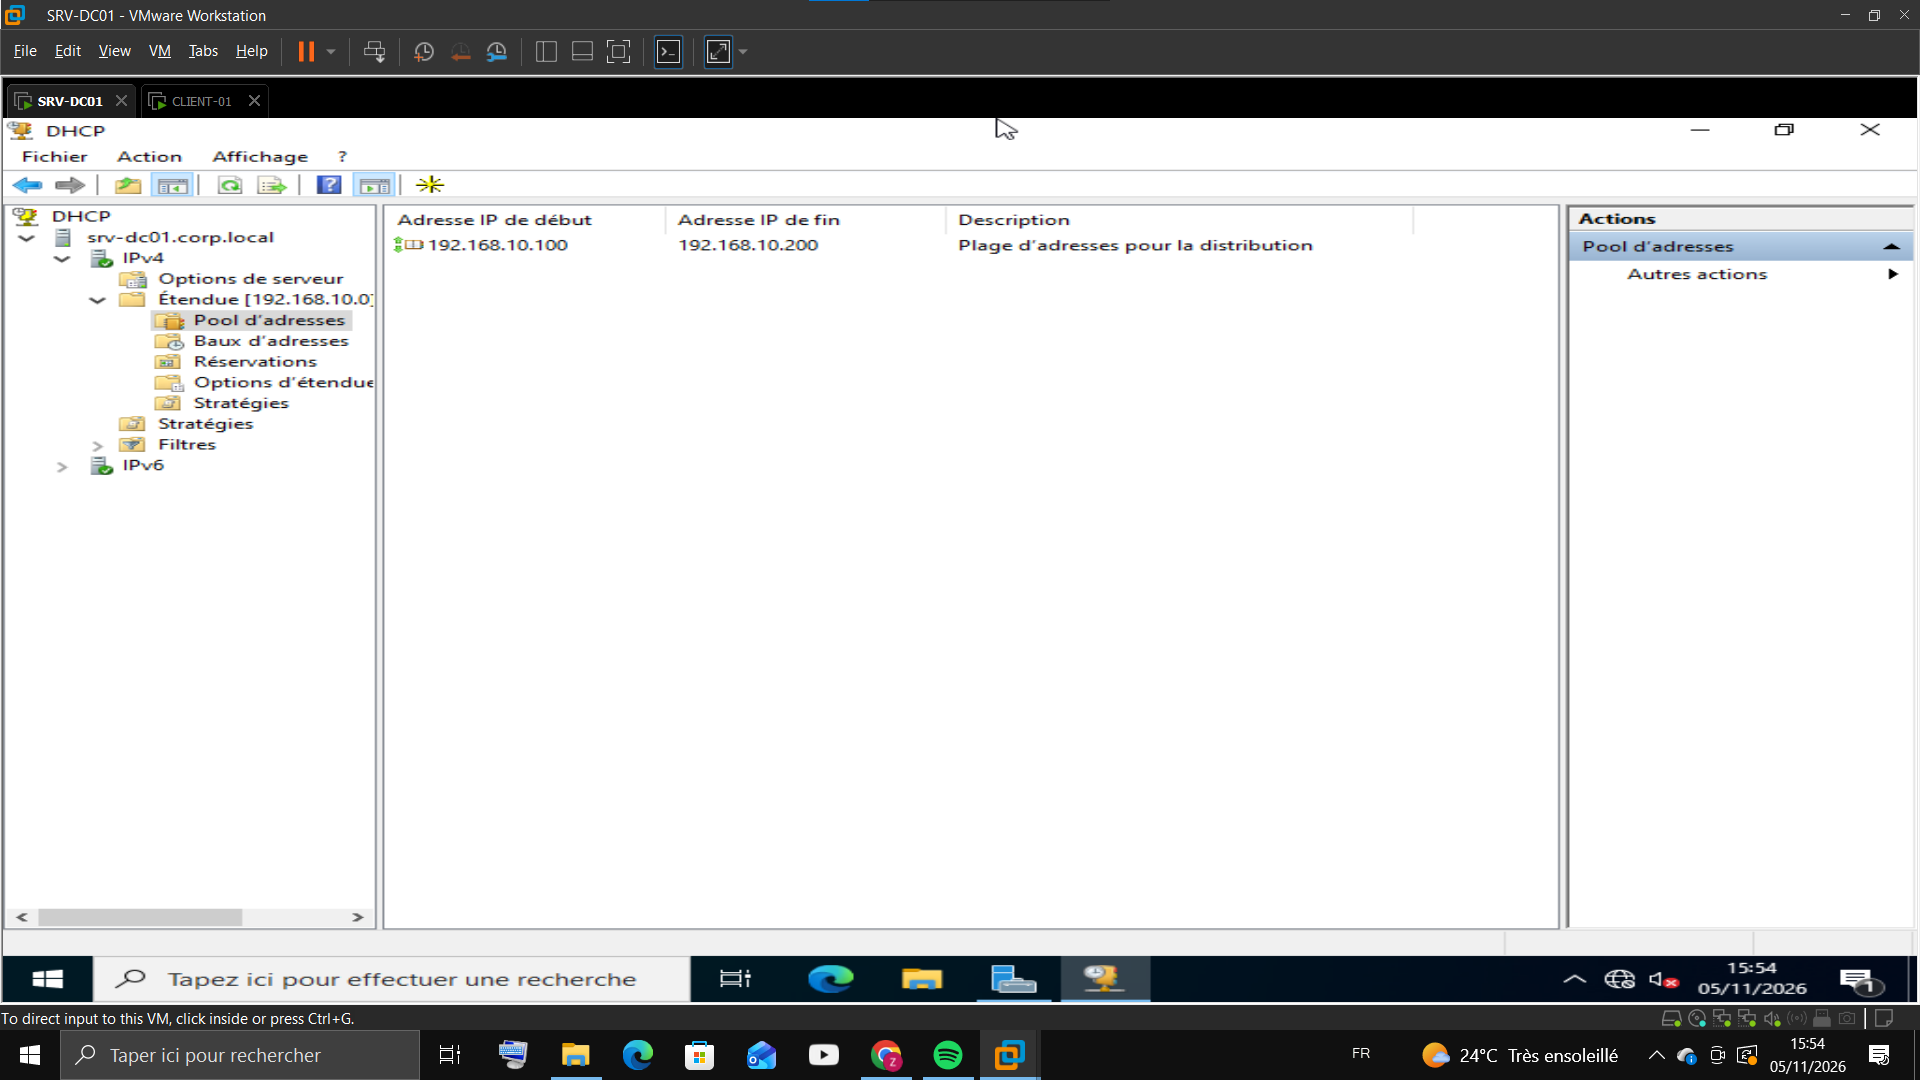 SRV-DC01 - VMware Workstation
File Edit View VM Tabs Help
SRV-DC01 CLIENT-01
DHCP
Fichier Action Affichage ?
DHCP
srv-dc01.corp.local
IPv4
Options de serveur
Étendue [192.168.10.0]
Pool d'adresses
Baux d'adresses
Réservations
Options d'étendue
Stratégies
Stratégies
Filtres
IPv6
Adresse IP de début Adresse IP de fin Description
192.168.10.100 192.168.10.200 Plage d'adresses pour la distribution
Actions
Pool d'adresses
Autres actions
Tapez ici pour effectuer une recherche
15:54
05/11/2026
1
To direct input to this VM, click inside or press Ctrl+G.
Taper ici pour rechercher
FR
24°C Très ensoleillé
15:54
05/11/2026